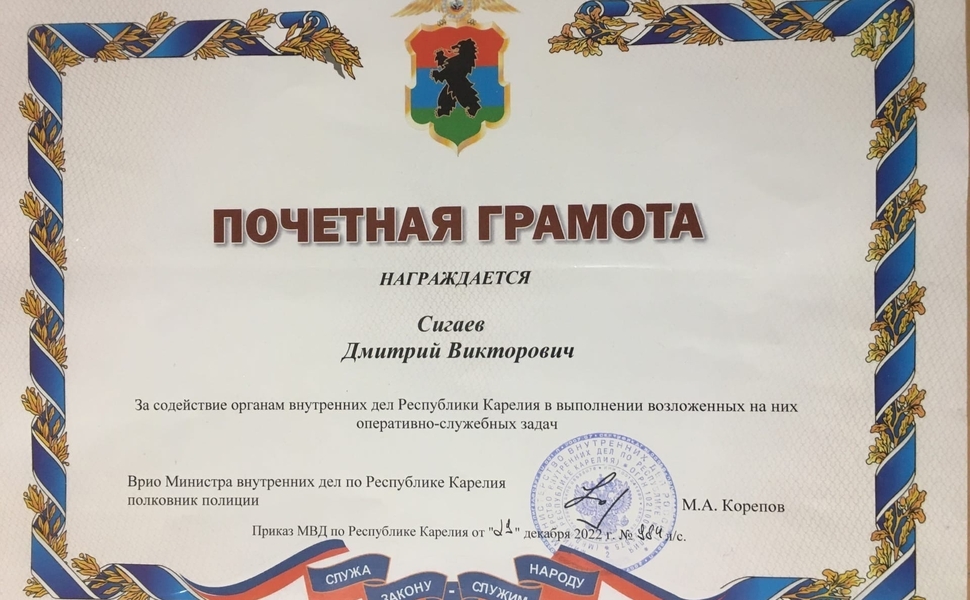 ПОЧЕТНАЯ ГРАМОТА
НАГРАЖДАЕТСЯ
Сигаев
Дмитрий Викторович
За содействие органам внутренних дел Республики Карелия в выполнении возложенных на них
оперативно-служебных задач
Врио Министра внутренних дел по Республике Карелия
полковник полиции
М.А. Корепов
Приказ МВД по Республике Карелия от " " декабря 2022 г. № 984 л/с.
СЛУЖА ЗАКОНУ - СЛУЖИМ НАРОДУ